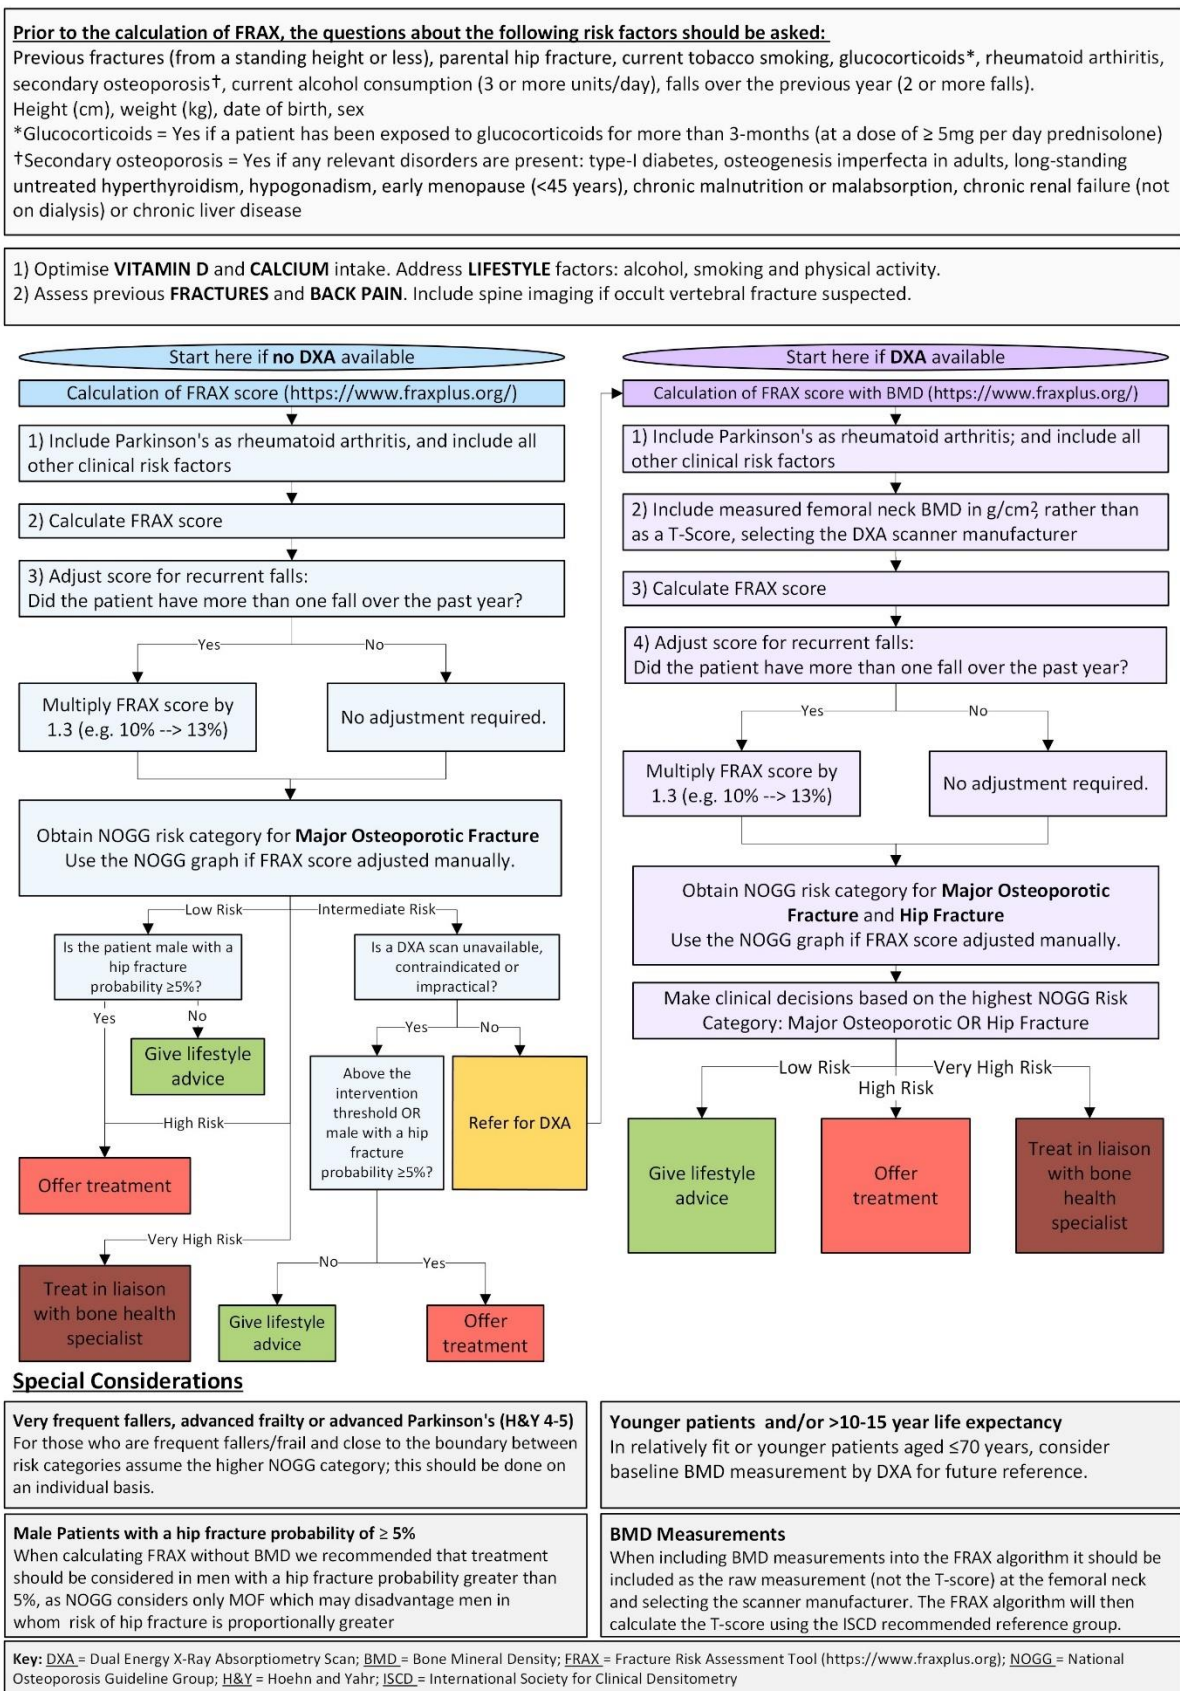 Prior to the calculation of FRAX, the questions about the following risk factors should be asked:
Previous fractures (from a standing height or less), parental hip fracture, current tobacco smoking, glucocorticoids*, rheumatoid arthiritis,
secondary osteoporosis†, current alcohol consumption (3 or more units/day), falls over the previous year (2 or more falls).
Height (cm), weight (kg), date of birth, sex
*Glucocorticoids = Yes if a patient has been exposed to glucocorticoids for more than 3-months (at a dose of ≥ 5mg per day prednisolone)
†Secondary osteoporosis = Yes if any relevant disorders are present: type-I diabetes, osteogenesis imperfecta in adults, long-standing
untreated hyperthyroidism, hypogonadism, early menopause (<45 years), chronic malnutrition or malabsorption, chronic renal failure (not
on dialysis) or chronic liver disease
1) Optimise VITAMIN D and CALCIUM intake. Address LIFESTYLE factors: alcohol, smoking and physical activity.
2) Assess previous FRACTURES and BACK PAIN. Include spine imaging if occult vertebral fracture suspected.
Start here if no DXA available
Calculation of FRAX score (https://www.fraxplus.org/)
1) Include Parkinson's as rheumatoid arthritis, and include all
other clinical risk factors
2) Calculate FRAX score
3) Adjust score for recurrent falls:
Did the patient have more than one fall over the past year?
Yes
No
Multiply FRAX score by
1.3 (e.g. 10% --> 13%)
No adjustment required.
Obtain NOGG risk category for Major Osteoporotic Fracture
Use the NOGG graph if FRAX score adjusted manually.
Low Risk
Intermediate Risk
Is the patient male with a
hip fracture
probability ≥5%?
Is a DXA scan unavailable,
contraindicated or
impractical?
Yes
No
Give lifestyle
advice
Yes
No
Above the
intervention
threshold OR
male with a hip
fracture
probability ≥5%?
Refer for DXA
High Risk
Offer treatment
Very High Risk
Treat in liaison
with bone health
specialist
No
Yes
Give lifestyle
advice
Offer
treatment
Start here if DXA available
Calculation of FRAX score with BMD (https://www.fraxplus.org/)
1) Include Parkinson's as rheumatoid arthritis; and include all
other clinical risk factors
2) Include measured femoral neck BMD in g/cm², rather than
as a T-Score, selecting the DXA scanner manufacturer
3) Calculate FRAX score
4) Adjust score for recurrent falls:
Did the patient have more than one fall over the past year?
Yes
No
Multiply FRAX score by
1.3 (e.g. 10% --> 13%)
No adjustment required.
Obtain NOGG risk category for Major Osteoporotic
Fracture and Hip Fracture
Use the NOGG graph if FRAX score adjusted manually.
Make clinical decisions based on the highest NOGG Risk
Category: Major Osteoporotic OR Hip Fracture
Low Risk
High Risk
Very High Risk
Give lifestyle
advice
Offer
treatment
Treat in liaison
with bone
health
specialist
Special Considerations
Very frequent fallers, advanced frailty or advanced Parkinson's (H&Y 4-5)
For those who are frequent fallers/frail and close to the boundary between
risk categories assume the higher NOGG category; this should be done on
an individual basis.
Younger patients and/or >10-15 year life expectancy
In relatively fit or younger patients aged ≤70 years, consider
baseline BMD measurement by DXA for future reference.
Male Patients with a hip fracture probability of ≥ 5%
When calculating FRAX without BMD we recommended that treatment
should be considered in men with a hip fracture probability greater than
5%, as NOGG considers only MOF which may disadvantage men in
whom risk of hip fracture is proportionally greater
BMD Measurements
When including BMD measurements into the FRAX algorithm it should be
included as the raw measurement (not the T-score) at the femoral neck
and selecting the scanner manufacturer. The FRAX algorithm will then
calculate the T-score using the ISCD recommended reference group.
Key: DXA = Dual Energy X-Ray Absorptiometry Scan; BMD = Bone Mineral Density; FRAX = Fracture Risk Assessment Tool (https://www.fraxplus.org); NOGG = National
Osteoporosis Guideline Group; H&Y = Hoehn and Yahr; ISCD = International Society for Clinical Densitometry